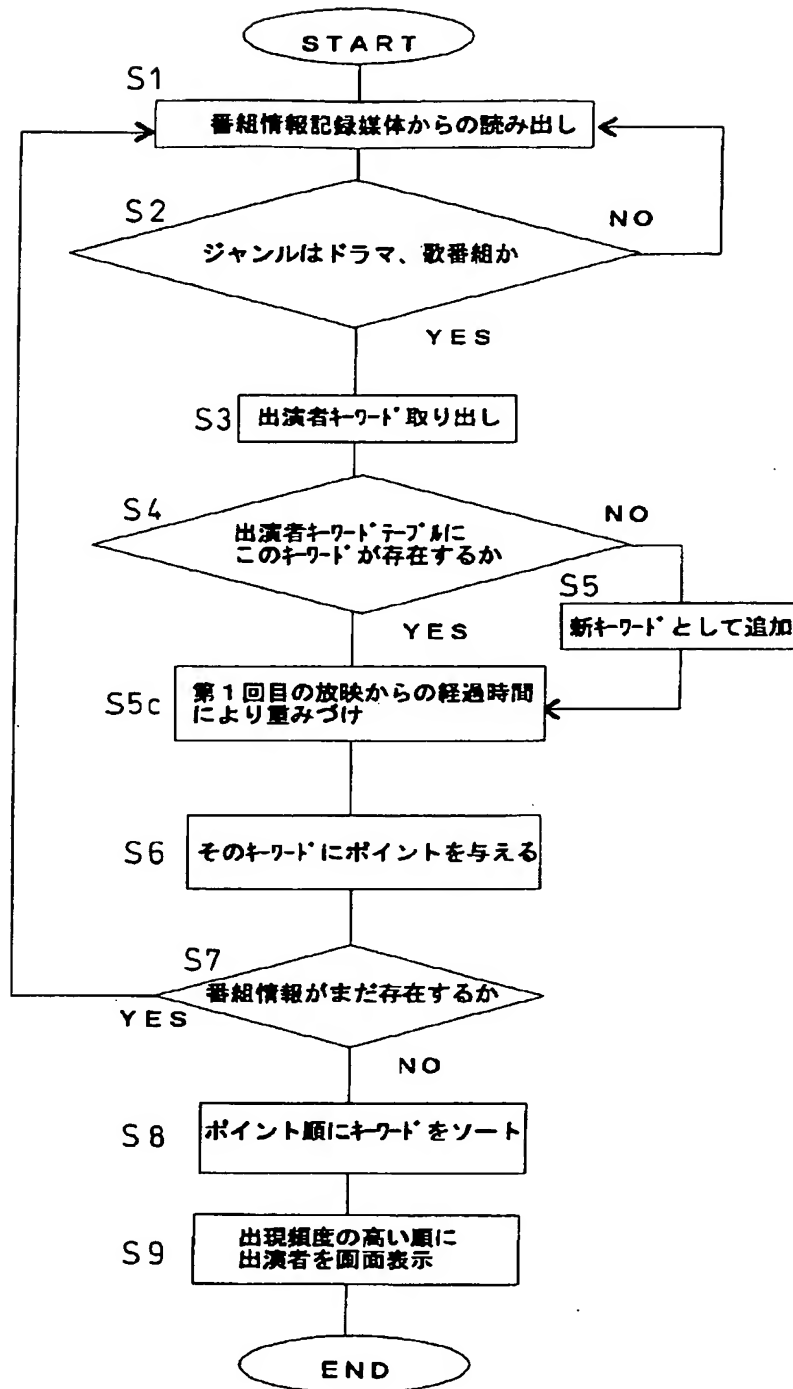 START
S1
番組情報記録媒体からの読み出し
S2
NO
ジャンルはドラマ、歌番組か
YES
S3
出演者ｷｰﾜｰﾄﾞ取り出し
S4
NO
出演者ｷｰﾜｰﾄﾞﾃｰﾌﾞﾙに
このｷｰﾜｰﾄﾞが存在するか
S5
新ｷｰﾜｰﾄﾞとして追加
YES
S5c
第１回目の放映からの経過時間
により重みづけ
S6
そのｷｰﾜｰﾄﾞにポイントを与える
S7
番組情報がまだ存在するか
YES
NO
S8
ポイント順にｷｰﾜｰﾄﾞをソート
S9
出現頻度の高い順に
出演者を画面表示
END